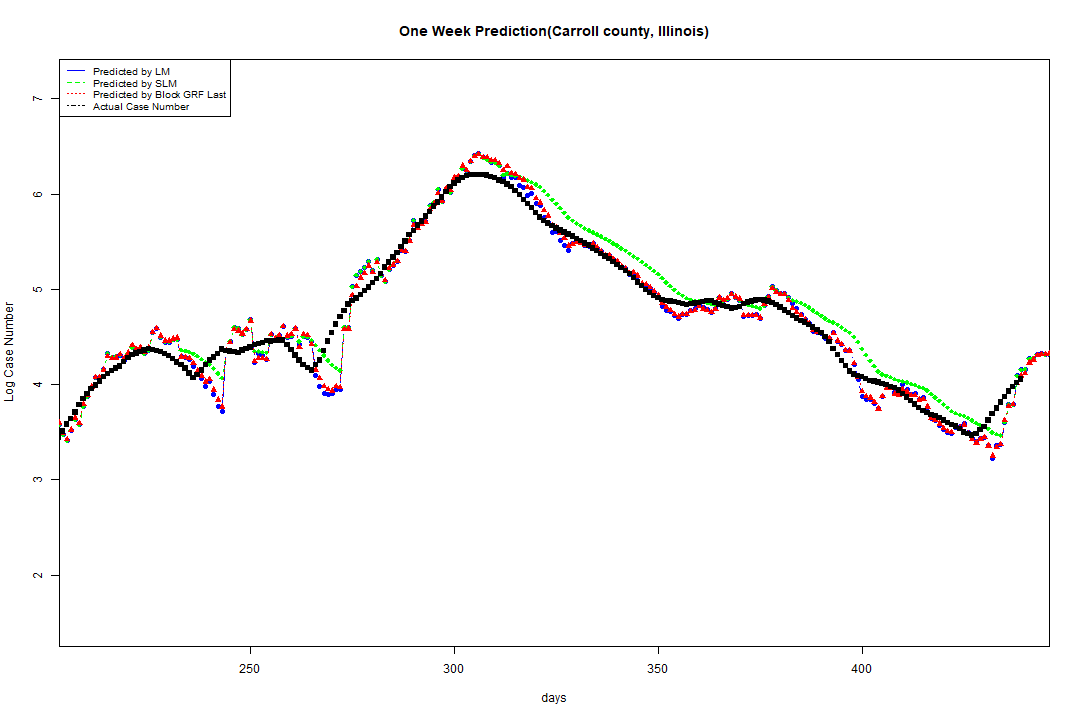 One Week Prediction(Carroll county, Illinois)
Predicted by LM
Predicted by SLM
Predicted by Block GRF Last
Actual Case Number
7
6
5
4
3
2
Log Case Number
250 300 350 400
days